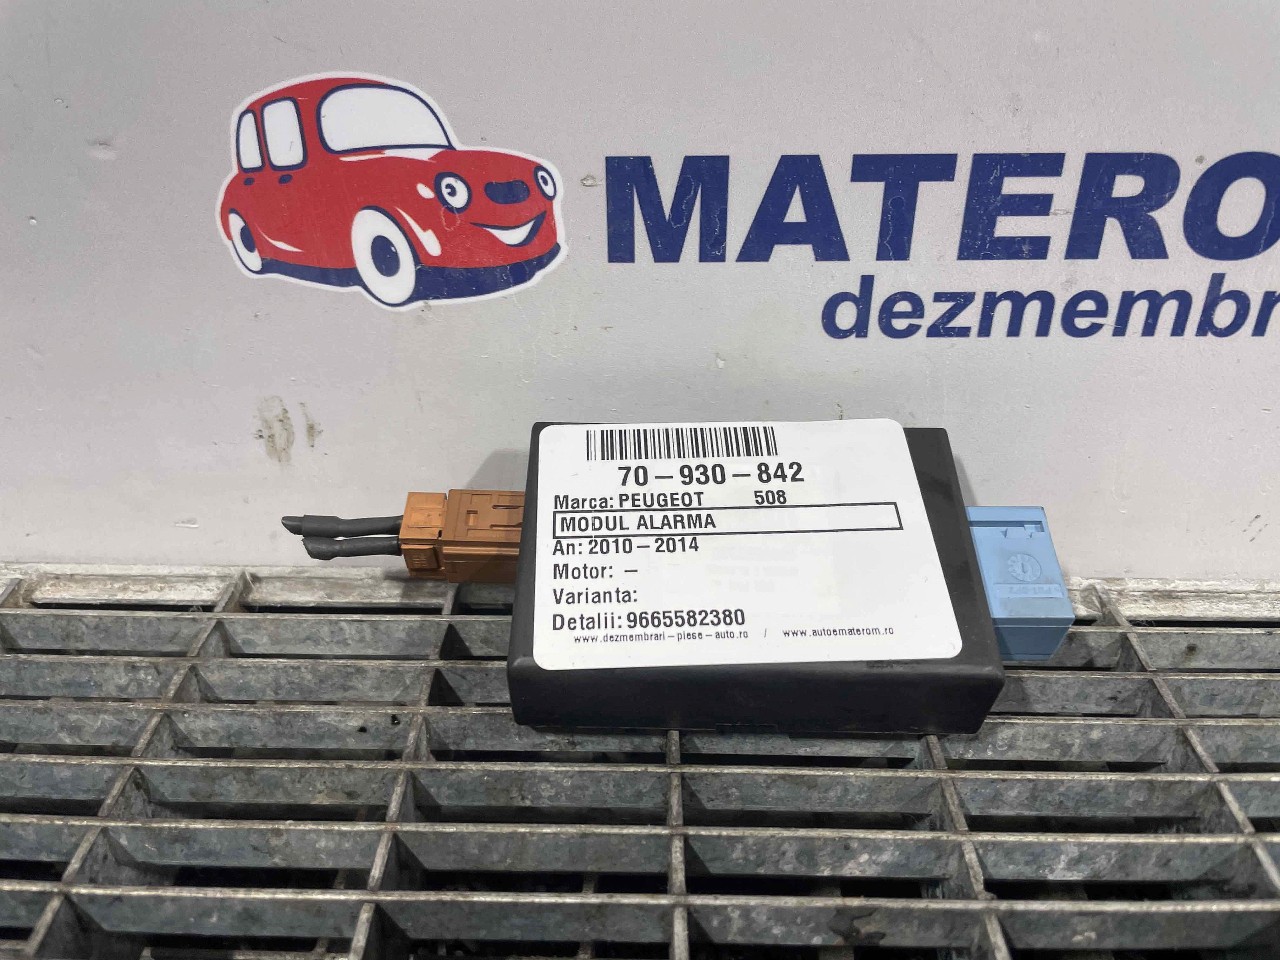 MATERO
dezmembr
70-930-842
Marca: PEUGEOT 508
MODUL ALARMA
An: 2010-2014
Motor: -
Varianta:
Detalii: 9665582380
www.dezmembrari-piese-auto.ro / www.autoematerom.ro